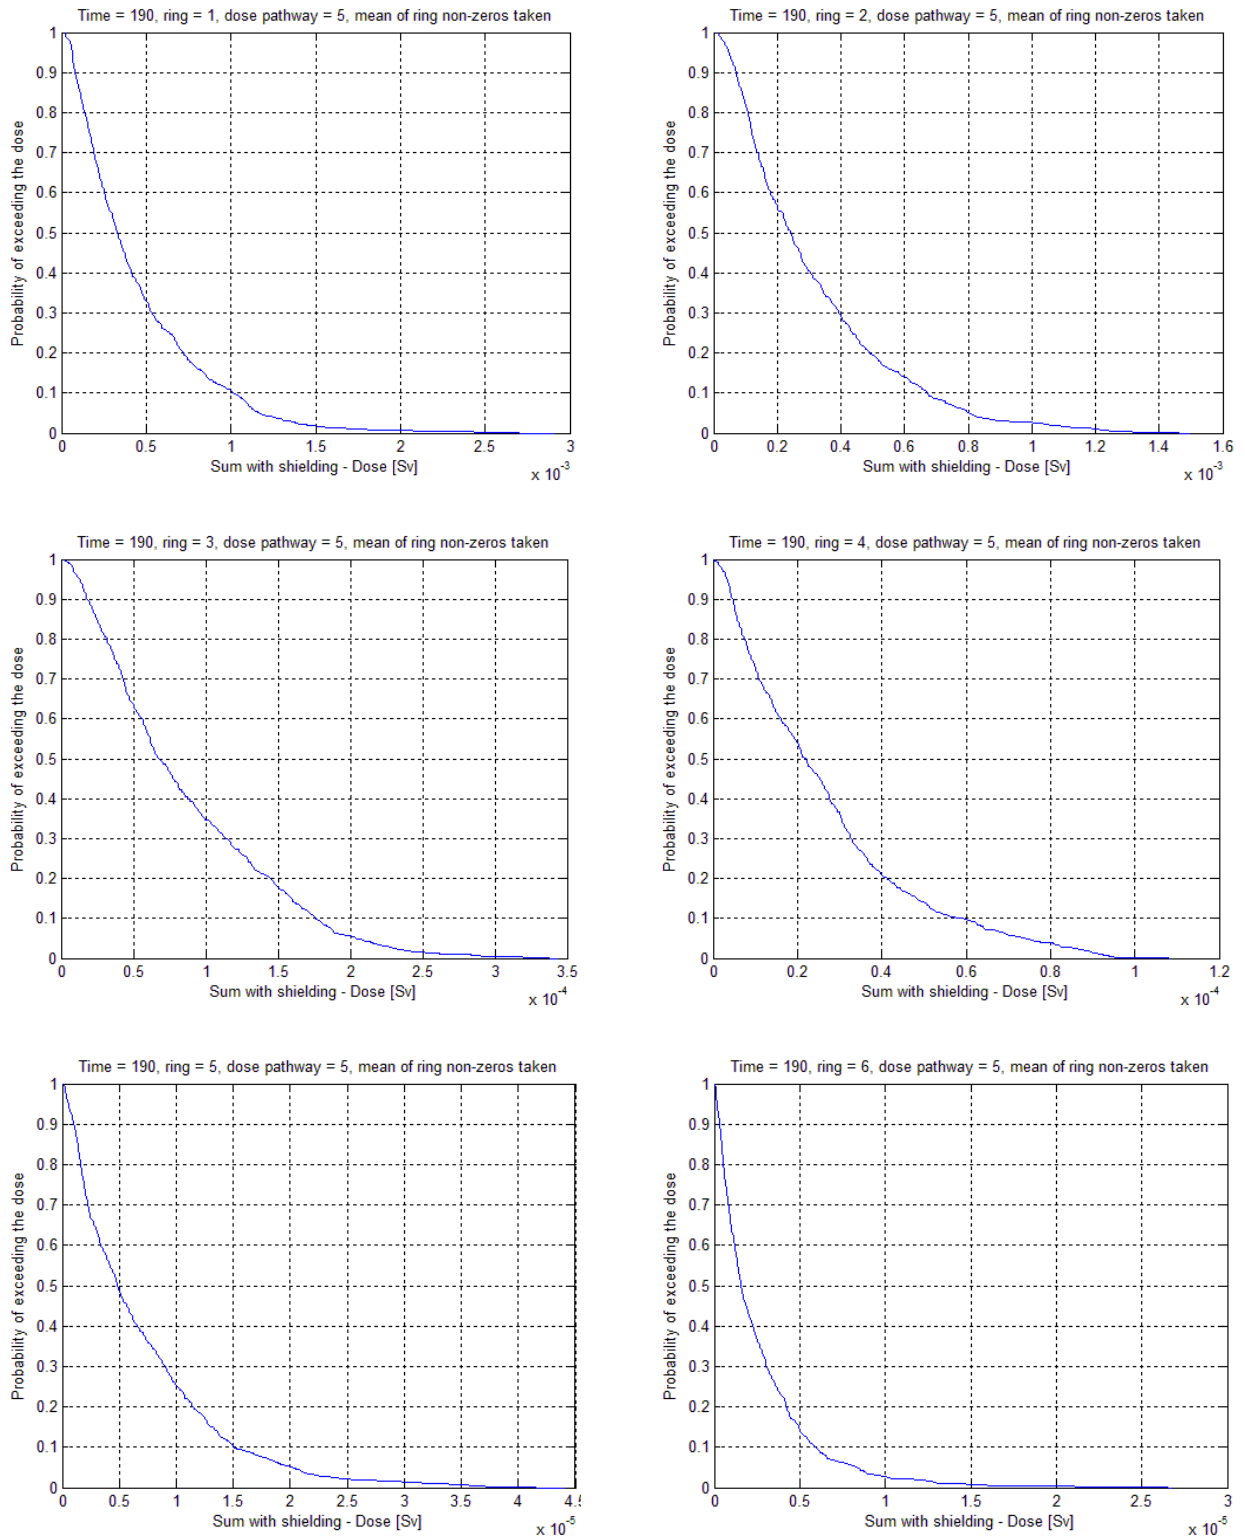 Time = 190, ring = 1, dose pathway = 5, mean of ring non-zeros taken
1
0.9
0.8
0.7
0.6
0.5
0.4
0.3
0.2
0.1
0
Probability of exceeding the dose
0 0.5 1 1.5 2 2.5 3
Sum with shielding - Dose [Sv]
x 10^-3
Time = 190, ring = 2, dose pathway = 5, mean of ring non-zeros taken
1
0.9
0.8
0.7
0.6
0.5
0.4
0.3
0.2
0.1
0
Probability of exceeding the dose
0 0.2 0.4 0.6 0.8 1 1.2 1.4 1.6
Sum with shielding - Dose [Sv]
x 10^-3
Time = 190, ring = 3, dose pathway = 5, mean of ring non-zeros taken
1
0.9
0.8
0.7
0.6
0.5
0.4
0.3
0.2
0.1
0
Probability of exceeding the dose
0 0.5 1 1.5 2 2.5 3 3.5
Sum with shielding - Dose [Sv]
x 10^-4
Time = 190, ring = 4, dose pathway = 5, mean of ring non-zeros taken
1
0.9
0.8
0.7
0.6
0.5
0.4
0.3
0.2
0.1
0
Probability of exceeding the dose
0 0.2 0.4 0.6 0.8 1 1.2
Sum with shielding - Dose [Sv]
x 10^-4
Time = 190, ring = 5, dose pathway = 5, mean of ring non-zeros taken
1
0.9
0.8
0.7
0.6
0.5
0.4
0.3
0.2
0.1
0
Probability of exceeding the dose
0 0.5 1 1.5 2 2.5 3 3.5 4
Sum with shielding - Dose [Sv]
x 10^-5
Time = 190, ring = 6, dose pathway = 5, mean of ring non-zeros taken
1
0.9
0.8
0.7
0.6
0.5
0.4
0.3
0.2
0.1
0
Probability of exceeding the dose
0 0.5 1 1.5 2 2.5 3
Sum with shielding - Dose [Sv]
x 10^-5